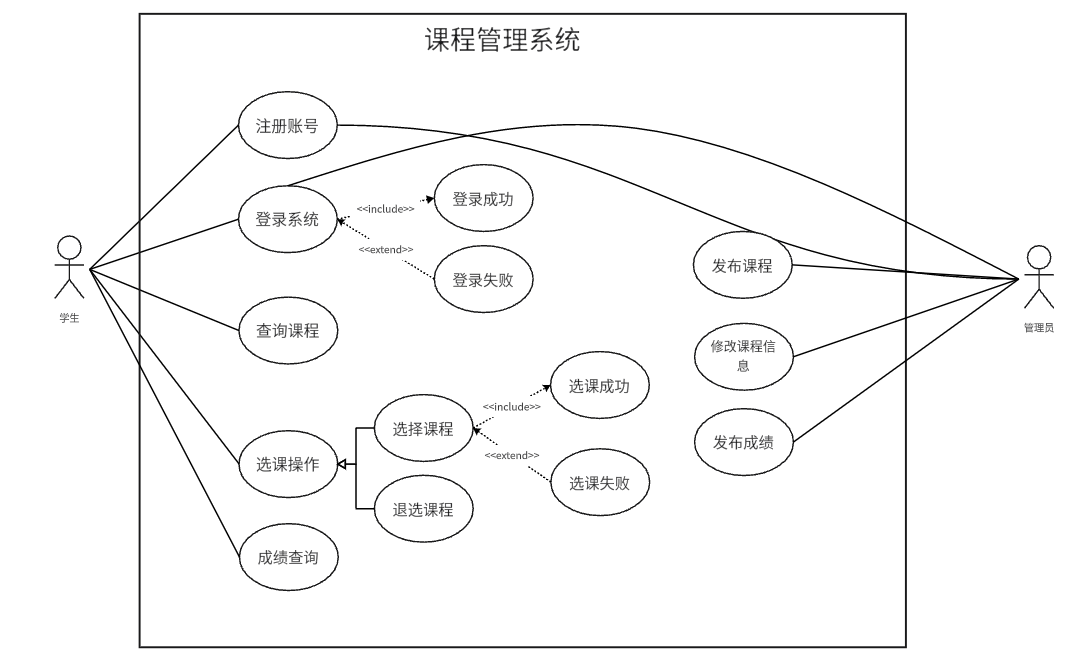 课程管理系统
注册账号
登录系统
<<include>>
登录成功
<<extend>>
登录失败
查询课程
发布课程
学生
管理员
修改课程信
息
选课操作
选择课程
<<include>>
选课成功
<<extend>>
选课失败
退选课程
发布成绩
成绩查询